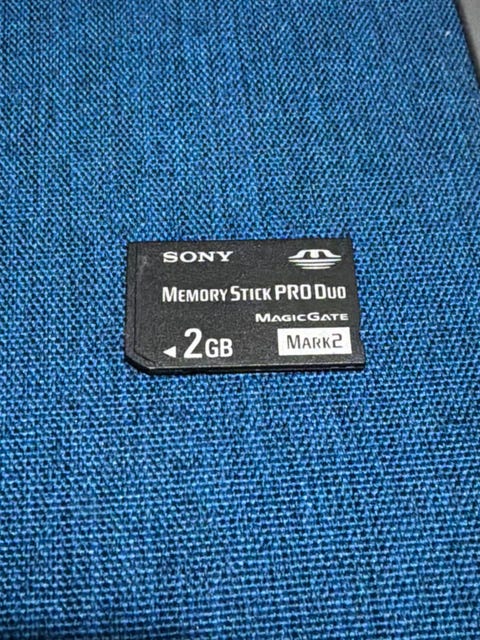 SONY
MEMORY STICK PRO DUO
MAGICGATE
◄ 2GB MARK2